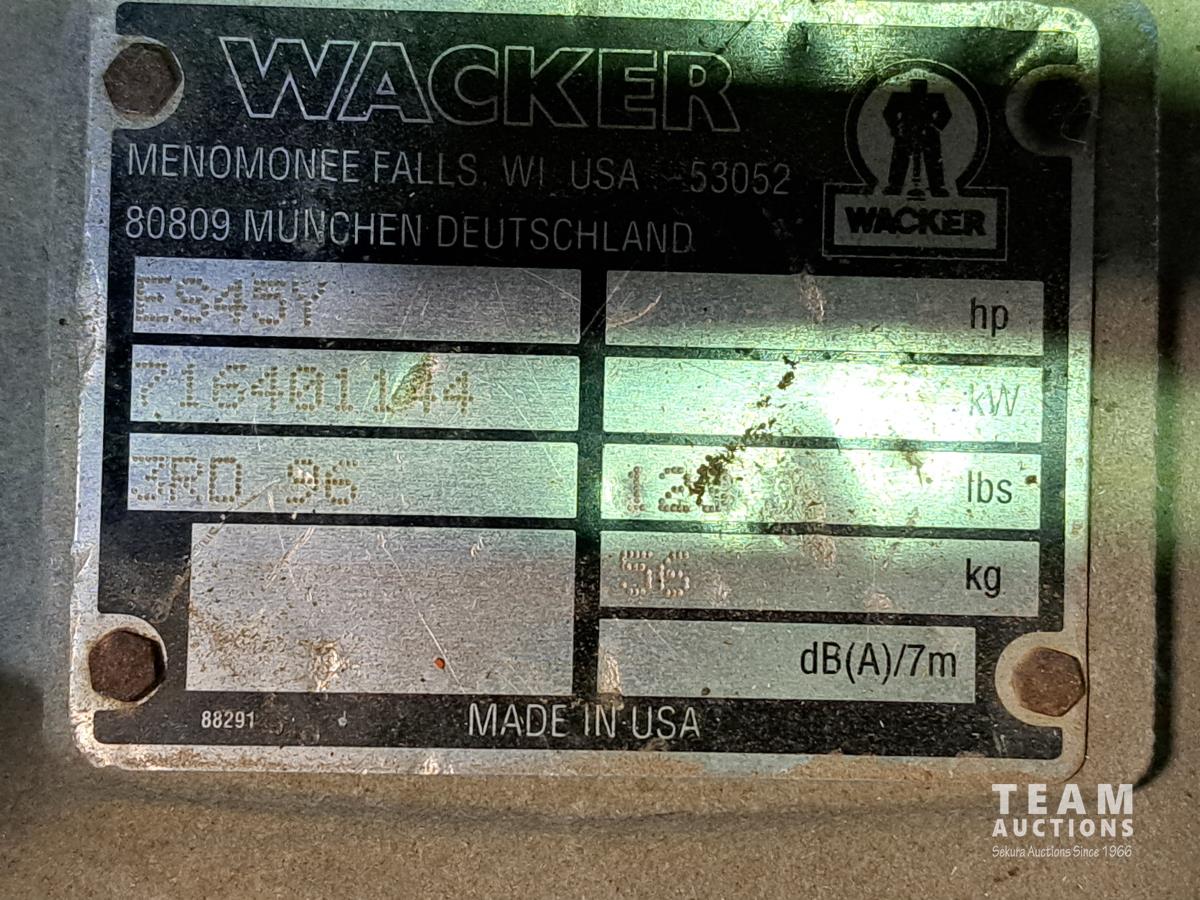 WACKER
MENOMONEE FALLS, WI USA 53052
80809 MUNCHEN DEUTSCHLAND
WACKER
ES45Y
hp
716401144
kW
3RD 96
lbs
56 kg
dB(A)/7m
88291
MADE IN USA
TEAM
AUCTIONS
Sekura Auctions Since 1966